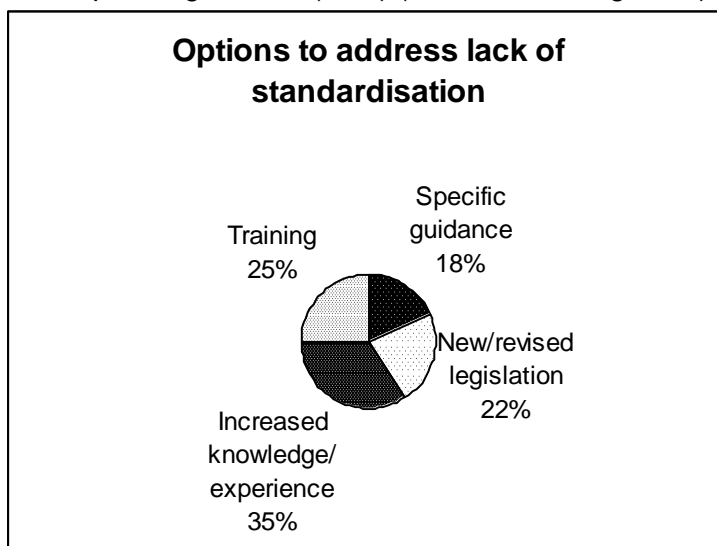 Options to address lack of
standardisation
Specific
guidance
18%
Training
25%
New/revised
legislation
22%
Increased
knowledge/
experience
35%